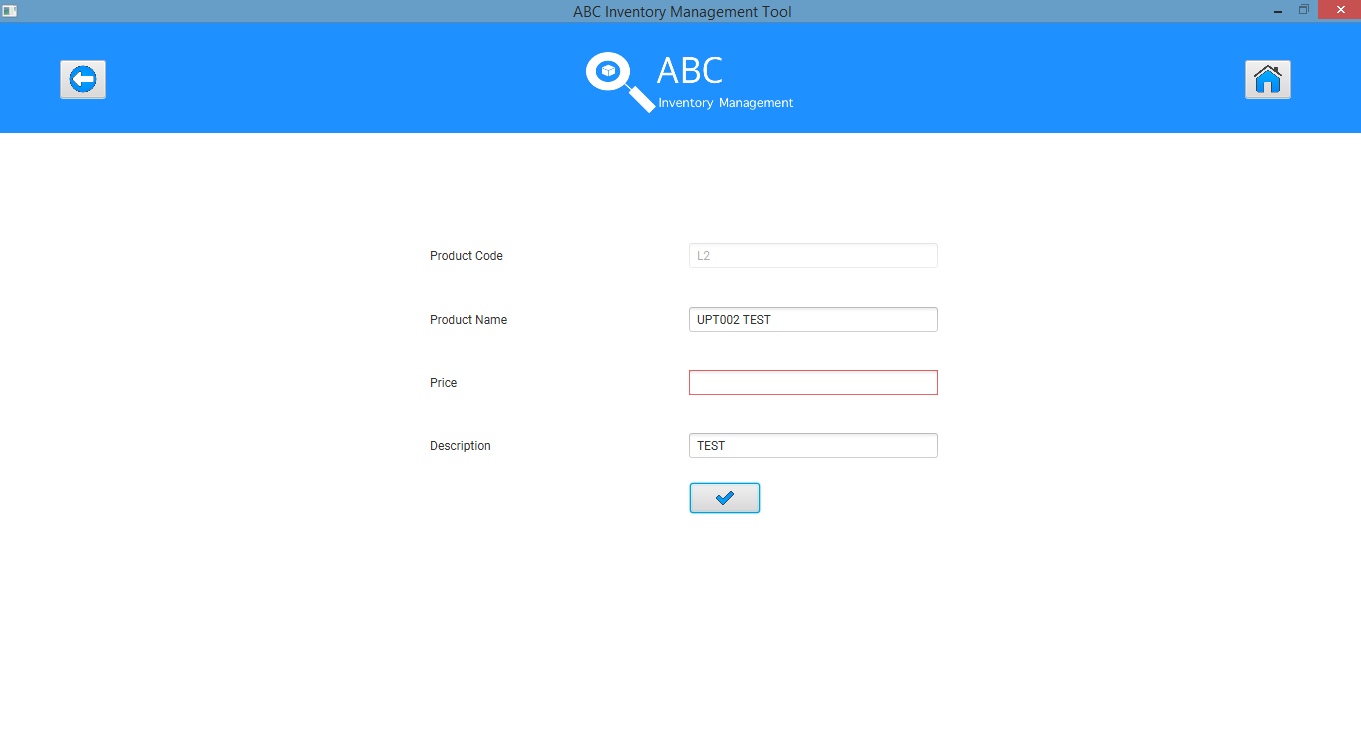 ABC Inventory Management Tool
ABC
Inventory Management
Product Code
L2
Product Name
UPT002 TEST
Price
Description
TEST